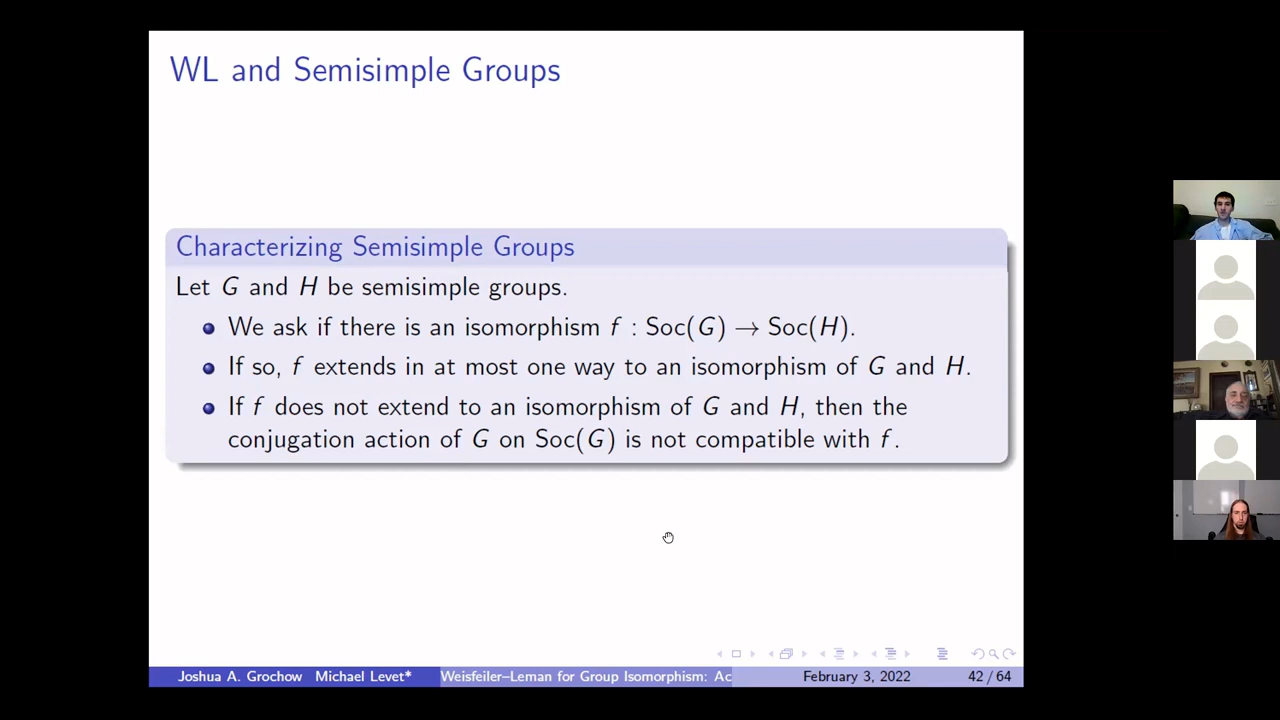 WL and Semisimple Groups
Characterizing Semisimple Groups
Let G and H be semisimple groups.
We ask if there is an isomorphism f : Soc(G) → Soc(H).
If so, f extends in at most one way to an isomorphism of G and H.
If f does not extend to an isomorphism of G and H, then the
conjugation action of G on Soc(G) is not compatible with f.
Joshua A. Grochow Michael Levet* Weisfeiler–Leman for Group Isomorphism: Ac February 3, 2022 42 / 64